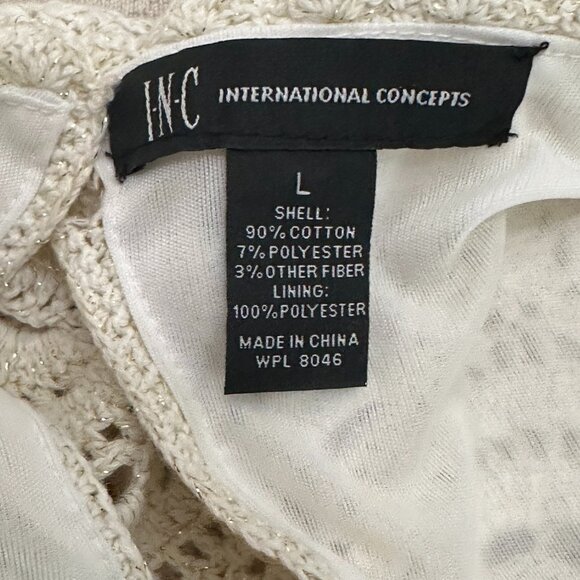 I·N·C INTERNATIONAL CONCEPTS
L
SHELL:
90% COTTON
7% POLYESTER
3% OTHER FIBER
LINING:
100% POLYESTER
MADE IN CHINA
WPL 8046